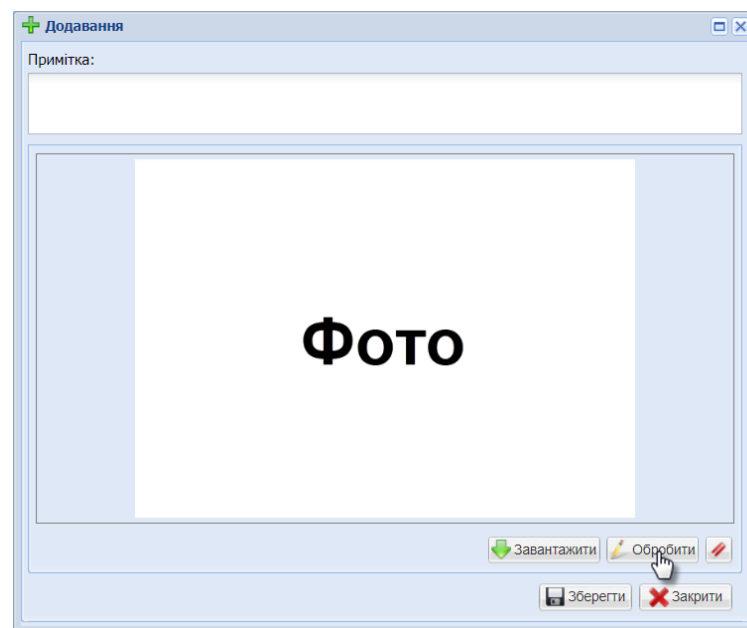 Додавання
Примітка:
Фото
Завантажити Обробити
Зберегти Закрити